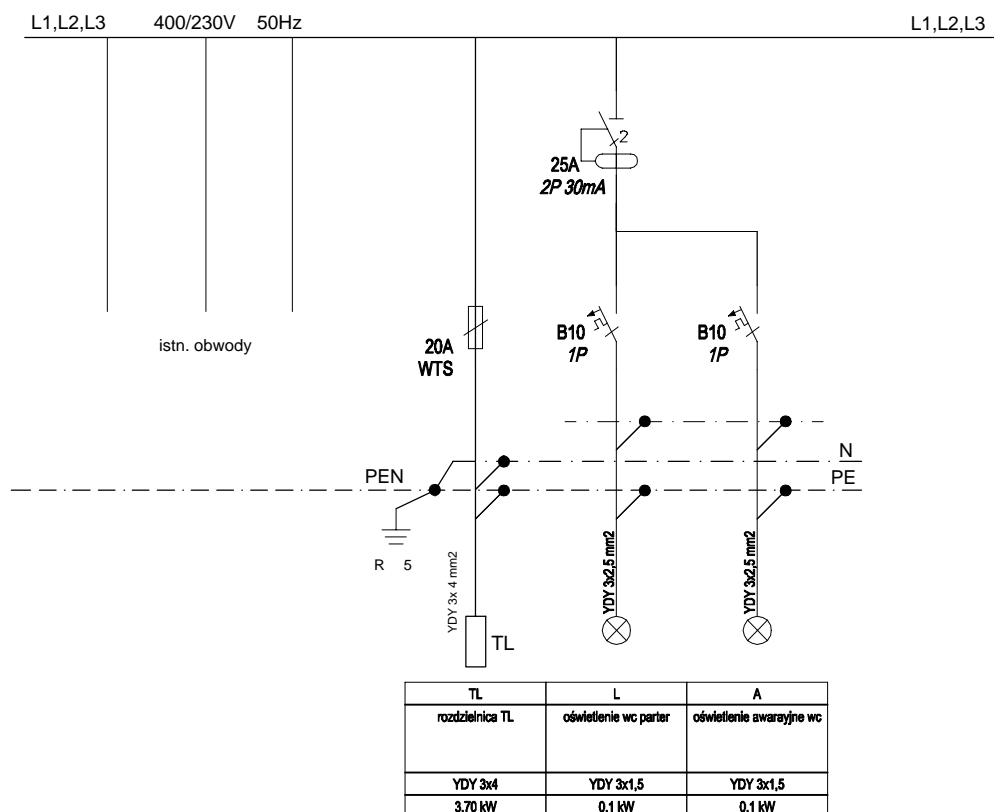 L1,L2,L3 400/230V 50Hz L1,L2,L3
2
25A
2P 30mA
istn. obwody
20A
WTS
B10
1P
B10
1P
N
PEN
PE
R 5
YDY 3x 4 mm2
YDY 3x2,5 mm2
YDY 3x2,5 mm2
TL
TL L A
rozdzielnica TL oświetlenie wc parter oświetlenie awarayjne wc
YDY 3x4 YDY 3x1,5 YDY 3x1,5
3.70 kW 0.1 kW 0.1 kW